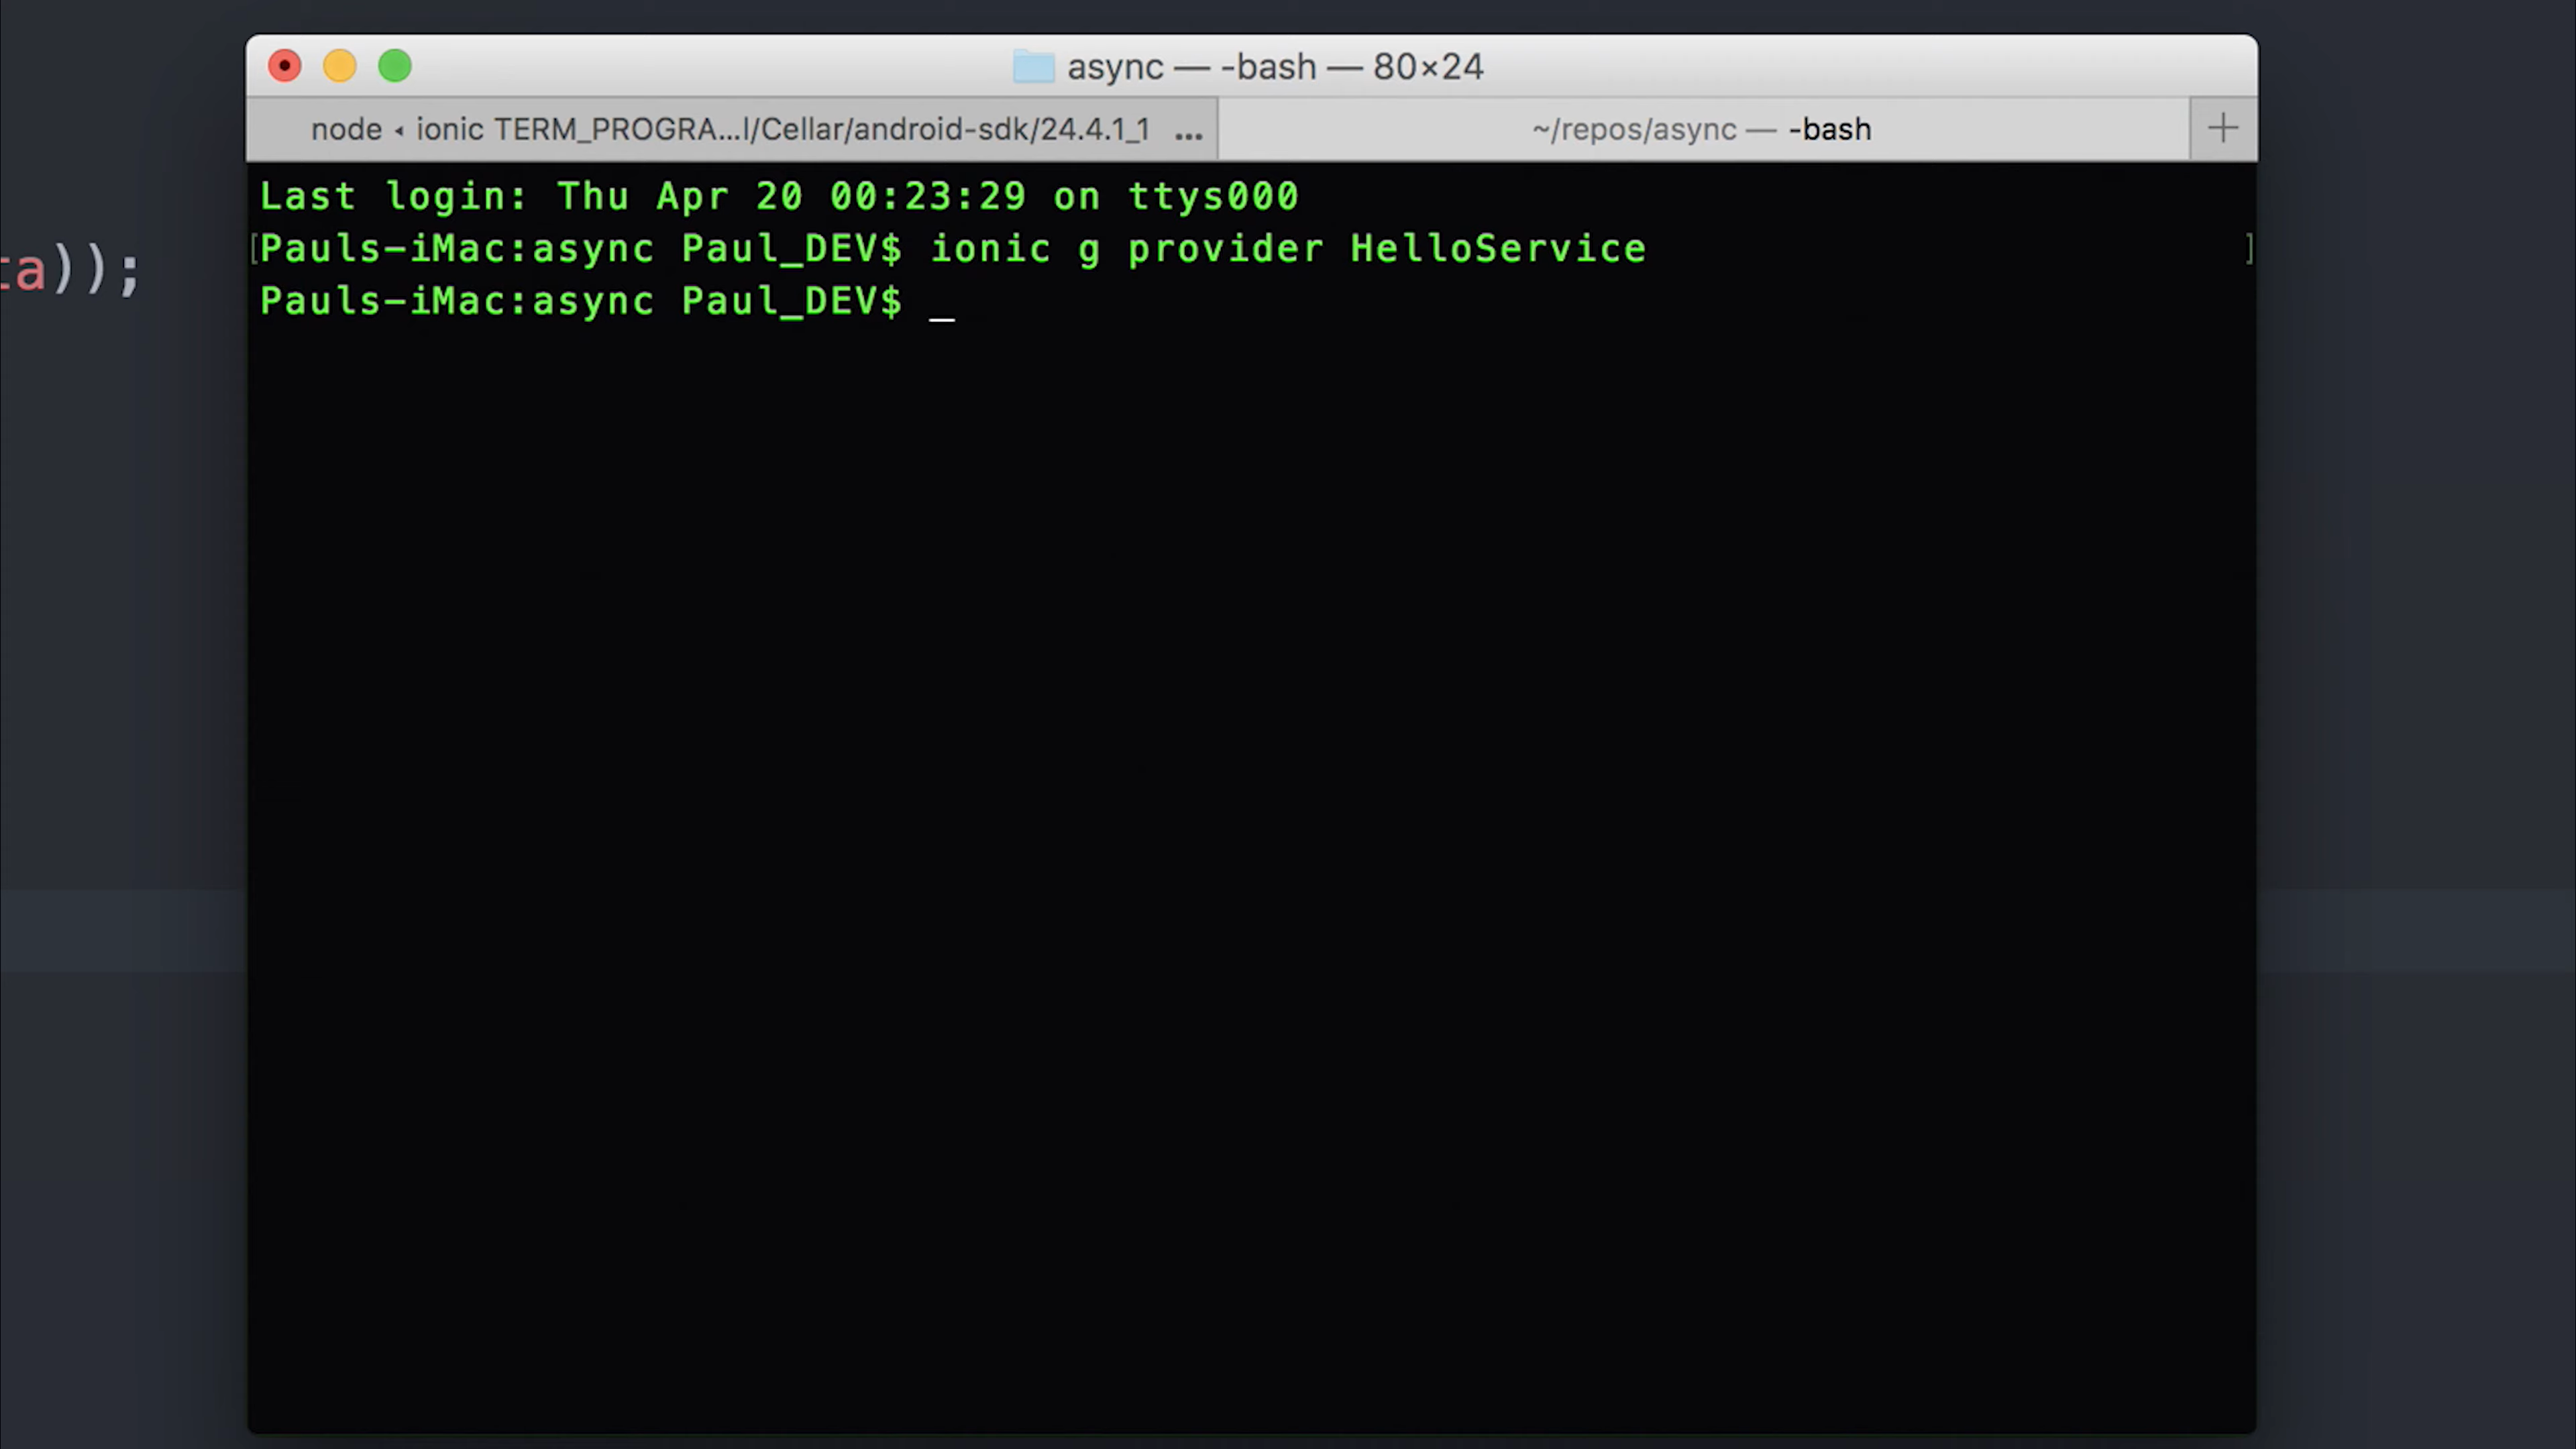 async — -bash — 80×24
node ◂ ionic TERM_PROGRA...l/Cellar/android-sdk/24.4.1_1 ...
~/repos/async — -bash
+
Last login: Thu Apr 20 00:23:29 on ttys000
[Pauls-iMac:async Paul_DEV$ ionic g provider HelloService ]
Pauls-iMac:async Paul_DEV$ _
ta));